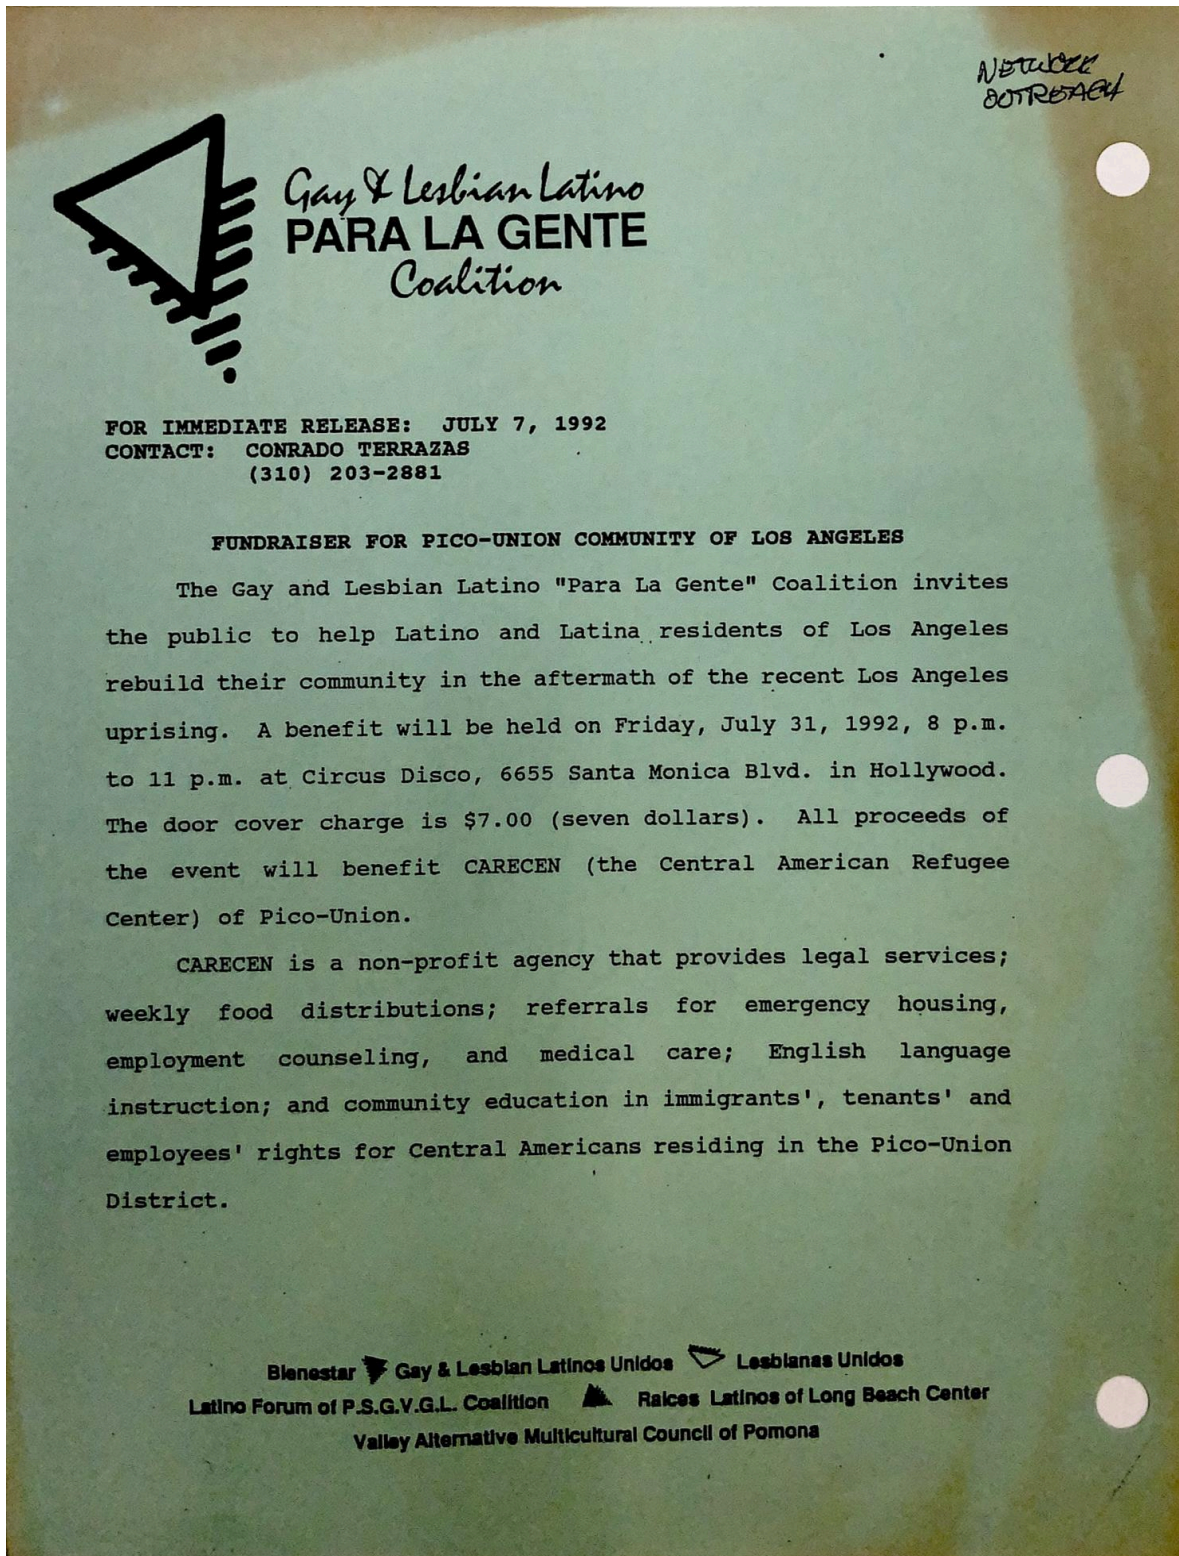 NETWORK
OUTREACH
Gay & Lesbian Latino
PARA LA GENTE
Coalition
FOR IMMEDIATE RELEASE: JULY 7, 1992
CONTACT: CONRADO TERRAZAS
(310) 203-2881
FUNDRAISER FOR PICO-UNION COMMUNITY OF LOS ANGELES
The Gay and Lesbian Latino "Para La Gente" Coalition invites
the public to help Latino and Latina residents of Los Angeles
rebuild their community in the aftermath of the recent Los Angeles
uprising. A benefit will be held on Friday, July 31, 1992, 8 p.m.
to 11 p.m. at Circus Disco, 6655 Santa Monica Blvd. in Hollywood.
The door cover charge is $7.00 (seven dollars). All proceeds of
the event will benefit CARECEN (the Central American Refugee
Center) of Pico-Union.
CARECEN is a non-profit agency that provides legal services;
weekly food distributions; referrals for emergency housing,
employment counseling, and medical care; English language
instruction; and community education in immigrants', tenants' and
employees' rights for Central Americans residing in the Pico-Union
District.
Bienestar Gay & Lesbian Latinos Unidos Lesbianas Unidos
Latino Forum of P.S.G.V.G.L. Coalition Raices Latinos of Long Beach Center
Valley Alternative Multicultural Council of Pomona